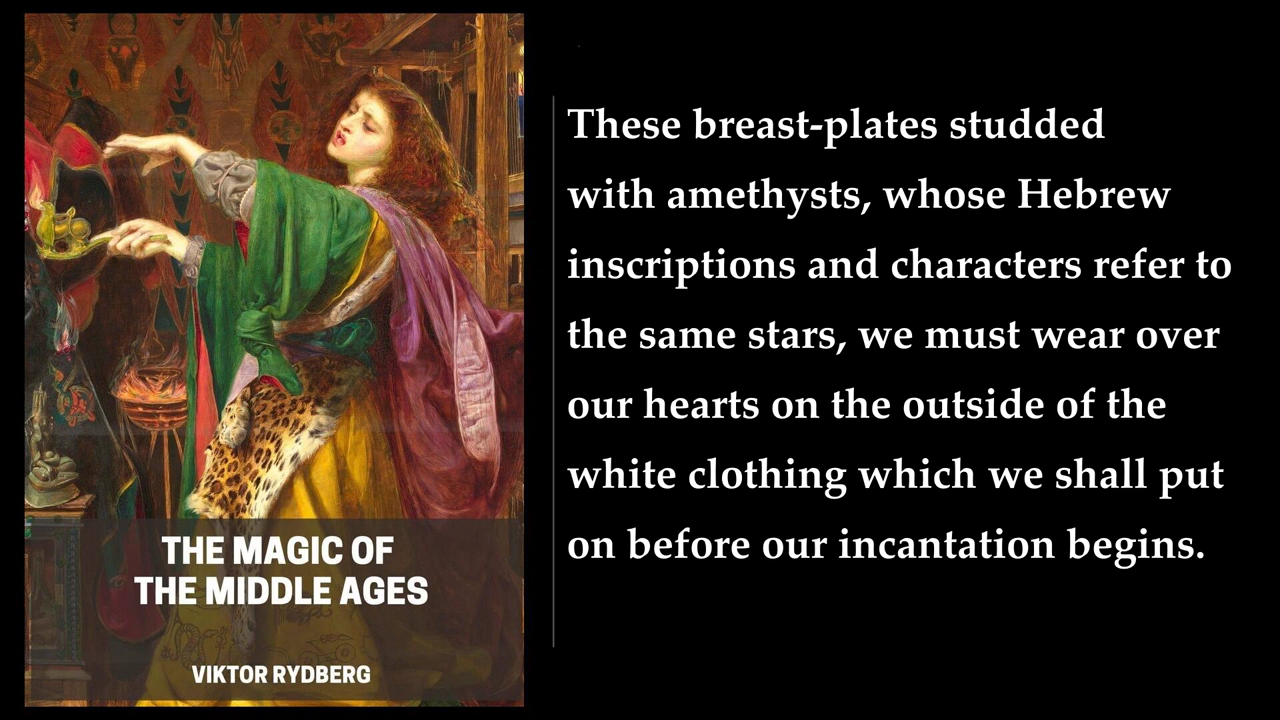 THE MAGIC OF
THE MIDDLE AGES
VIKTOR RYDBERG
These breast-plates studded
with amethysts, whose Hebrew
inscriptions and characters refer to
the same stars, we must wear over
our hearts on the outside of the
white clothing which we shall put
on before our incantation begins.